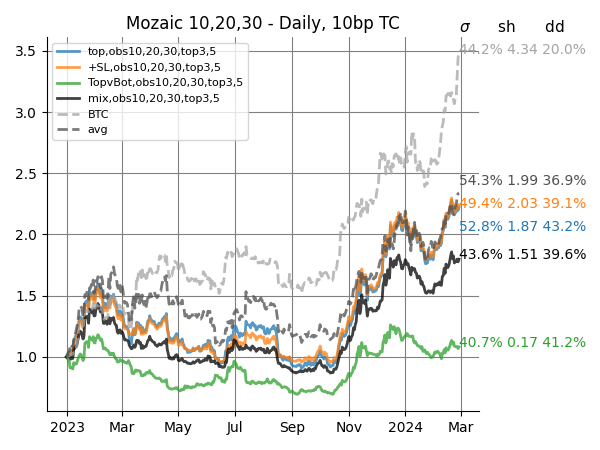 Mozaic 10,20,30 - Daily, 10bp TC
σ sh dd
top,obs10,20,30,top3,5
+SL,obs10,20,30,top3,5
TopvBot,obs10,20,30,top3,5
mix,obs10,20,30,top3,5
BTC
avg
44.2% 4.34 20.0%
54.3% 1.99 36.9%
49.4% 2.03 39.1%
52.8% 1.87 43.2%
43.6% 1.51 39.6%
40.7% 0.17 41.2%
3.5
3.0
2.5
2.0
1.5
1.0
2023 Mar May Jul Sep Nov 2024 Mar